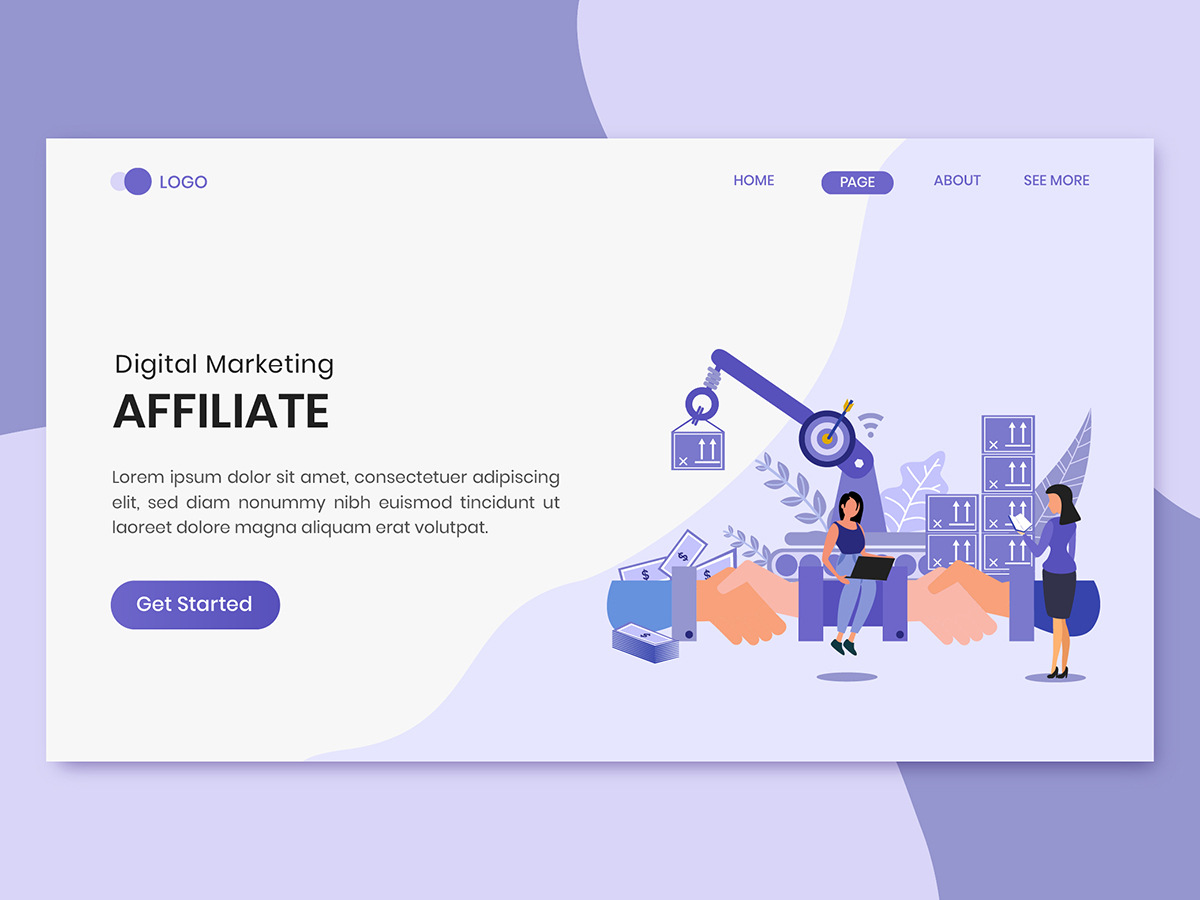 LOGO
HOME
PAGE
ABOUT
SEE MORE
Digital Marketing
AFFILIATE
Lorem ipsum dolor sit amet, consectetuer adipiscing
elit, sed diam nonummy nibh euismod tincidunt ut
laoreet dolore magna aliquam erat volutpat.
Get Started
$
$
$
$